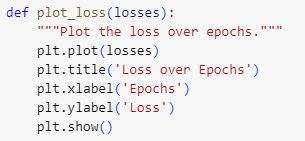 def plot_loss(losses):
    """Plot the loss over epochs."""
    plt.plot(losses)
    plt.title('Loss over Epochs')
    plt.xlabel('Epochs')
    plt.ylabel('Loss')
    plt.show()